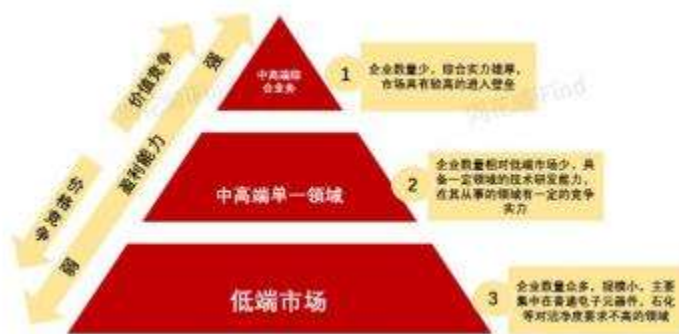 强
价值竞争
盈利能力
价格竞争
弱
中高端综
合业务
1
企业数量少，综合实力雄厚，
市场具有较高的进入壁垒
中高端单一领域
2
企业数量相对低端市场少，具
备一定领域的技术研发能力，
在其从事的领域有一定的竞争
实力
低端市场
3
企业数量众多，规模小，主要
集中在普通电子元器件、石化
等对洁净度要求不高的领域